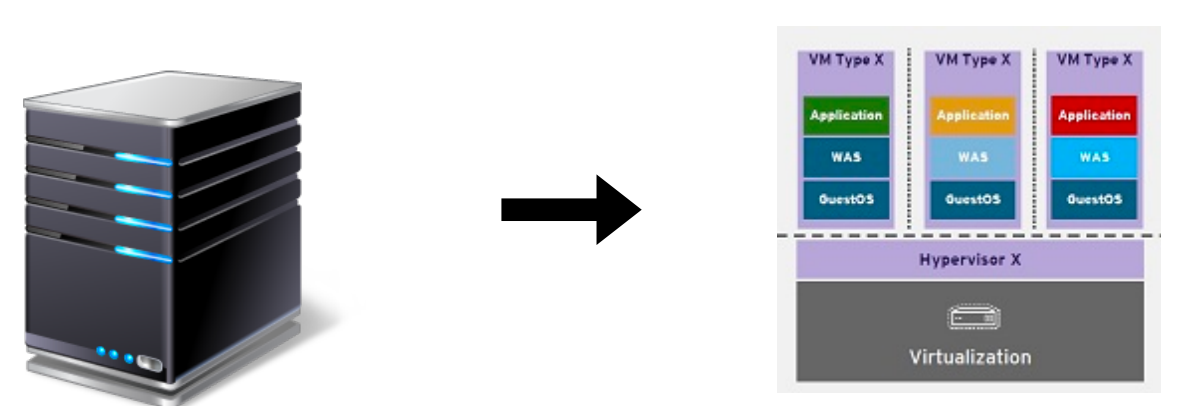 VM Type X
VM Type X
VM Type X
Application
Application
Application
WAS
WAS
WAS
GuestOS
GuestOS
GuestOS
Hypervisor X
Virtualization